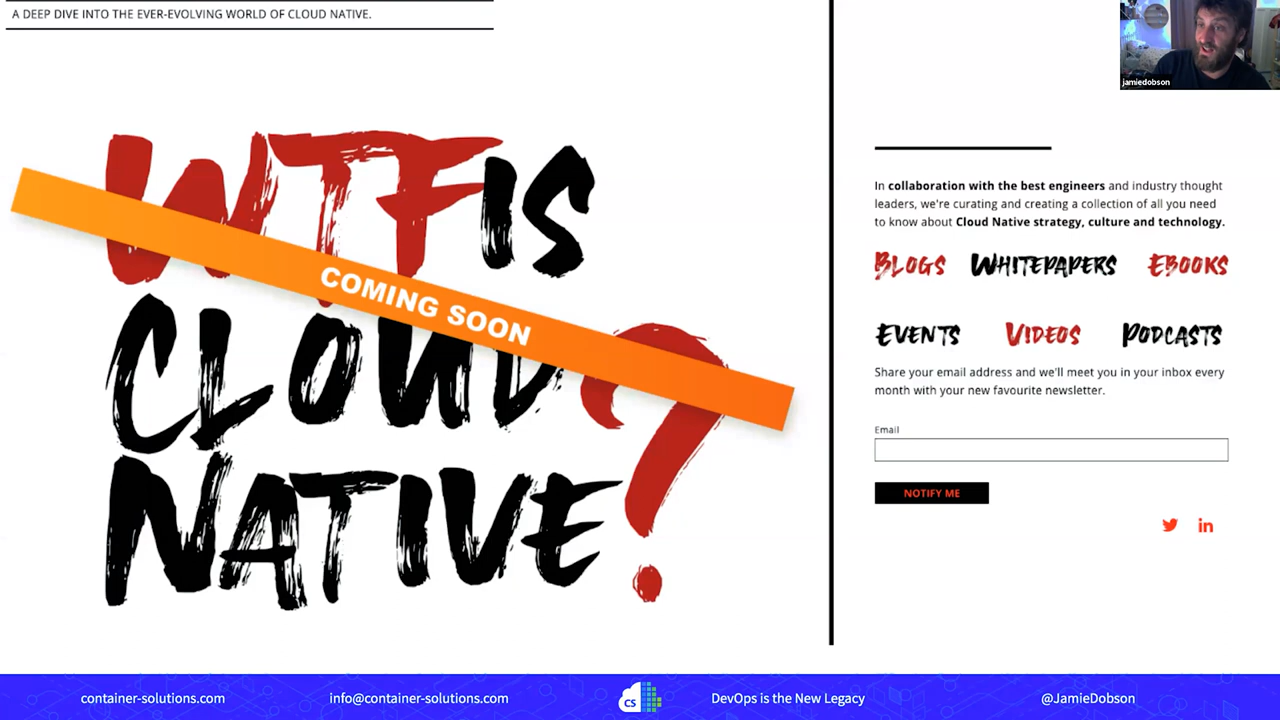 A DEEP DIVE INTO THE EVER-EVOLVING WORLD OF CLOUD NATIVE.
jamiedobson
WTF IS
CLOUD
NATIVE?
COMING SOON
In collaboration with the best engineers and industry thought
leaders, we're curating and creating a collection of all you need
to know about Cloud Native strategy, culture and technology.
BLOGS WHITEPAPERS EBOOKS
EVENTS VIDEOS PODCASTS
Share your email address and we'll meet you in your inbox every
month with your new favourite newsletter.
Email
NOTIFY ME
in
container-solutions.com info@container-solutions.com CS DevOps is the New Legacy @JamieDobson